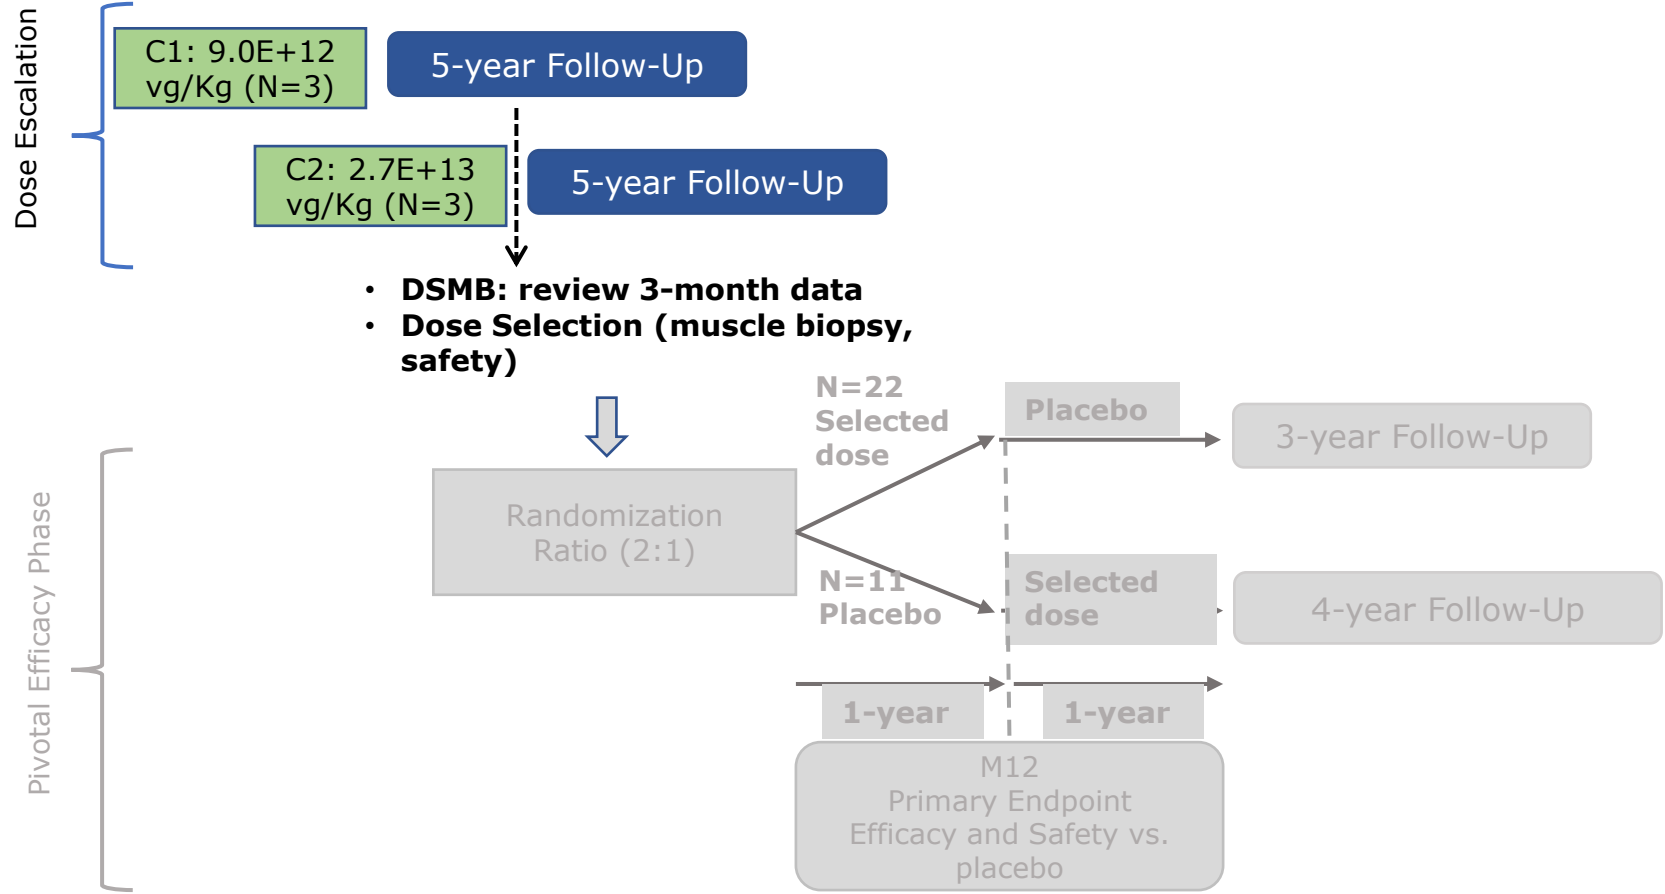 Dose Escalation
C1: 9.0E+12
vg/Kg (N=3)
5-year Follow-Up
C2: 2.7E+13
vg/Kg (N=3)
5-year Follow-Up
• DSMB: review 3-month data
• Dose Selection (muscle biopsy,
safety)
Pivotal Efficacy Phase
Randomization
Ratio (2:1)
N=22
Selected
dose
Placebo
3-year Follow-Up
N=11
Placebo
Selected
dose
4-year Follow-Up
1-year
1-year
M12
Primary Endpoint
Efficacy and Safety vs.
placebo